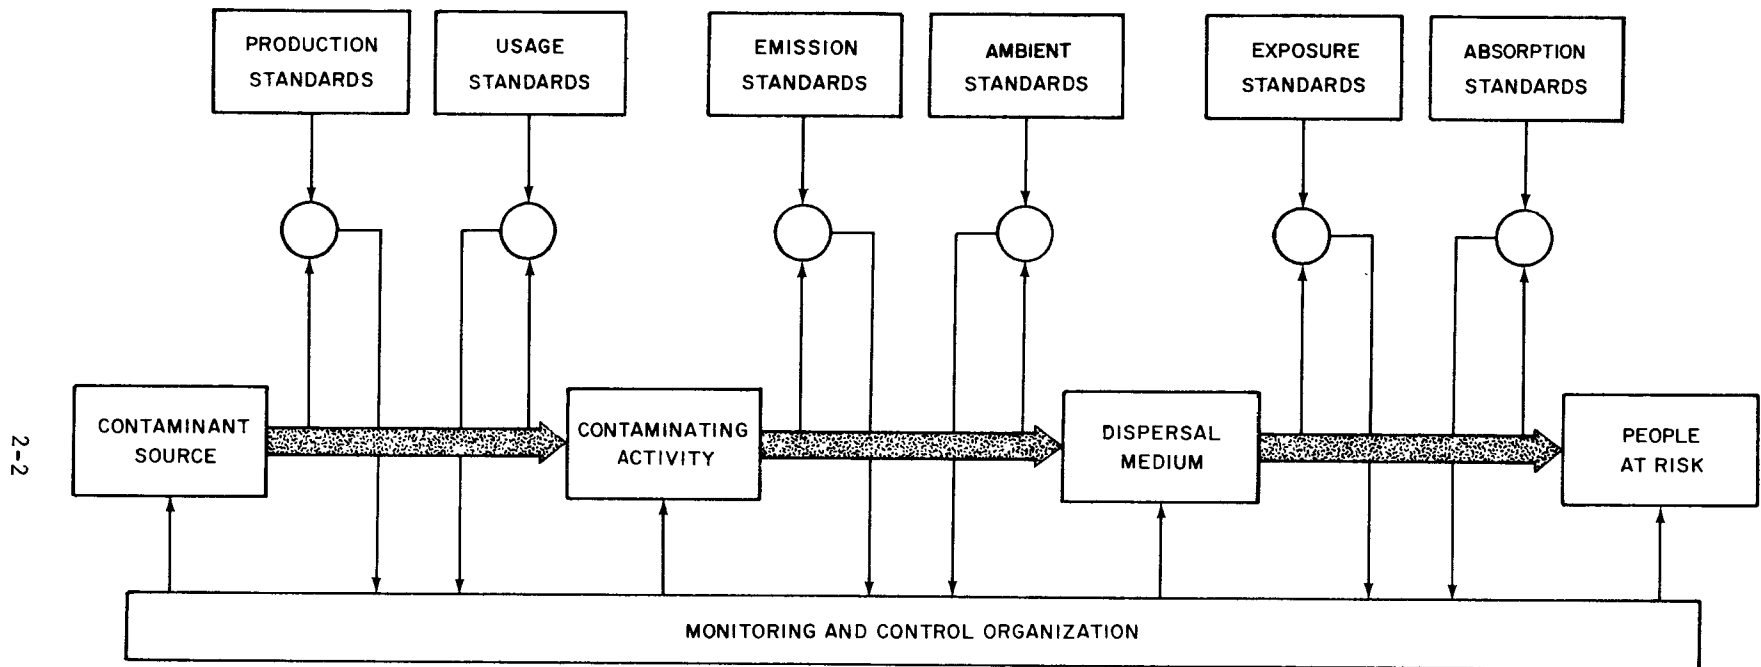 PRODUCTION
STANDARDS
USAGE
STANDARDS
EMISSION
STANDARDS
AMBIENT
STANDARDS
EXPOSURE
STANDARDS
ABSORPTION
STANDARDS
CONTAMINANT
SOURCE
CONTAMINATING
ACTIVITY
DISPERSAL
MEDIUM
PEOPLE
AT RISK
MONITORING AND CONTROL ORGANIZATION
2-2